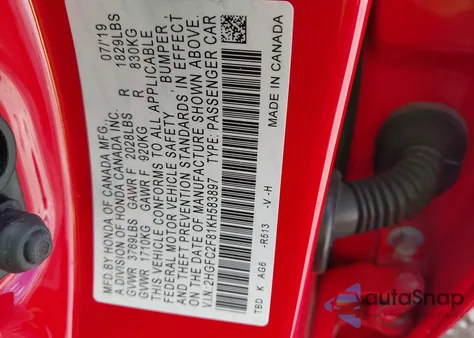 MFD BY HONDA OF CANADA MFG. 07/19
A DIVISION OF HONDA CANADA INC.
GVWR 3769LBS GAWR F 2028LBS R 1829LBS
GVWR 1710KG GAWR F 920KG R 830KG
THIS VEHICLE CONFORMS TO ALL APPLICABLE
FEDERAL MOTOR VEHICLE SAFETY , BUMPER,
AND THEFT PREVENTION STANDARDS IN EFFECT
ON THE DATE OF MANUFACTURE SHOWN ABOVE.
V.I.N. 2HGFC2F81KH583897 TYPE: PASSENGER CAR
TBD K AG6 -R513 -V -H
MADE IN CANADA
autoSnap